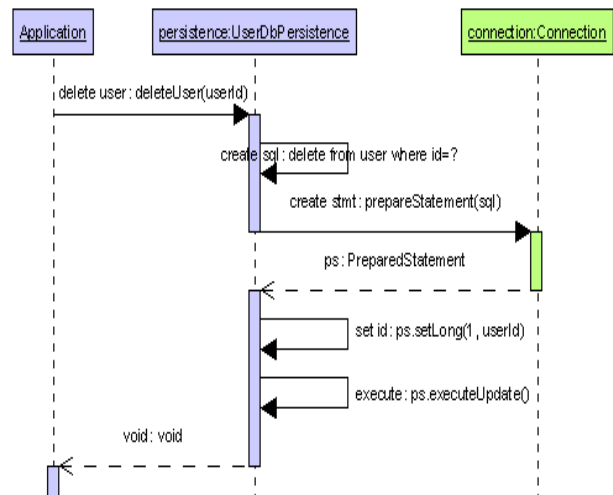 Application persistence:UserDbPersistence connection:Connection
delete user : deleteUser(userId)
create sql : delete from user where id=?
create stmt : prepareStatement(sql)
ps : PreparedStatement
set id : ps.setLong(1, userId)
execute : ps.executeUpdate()
void : void